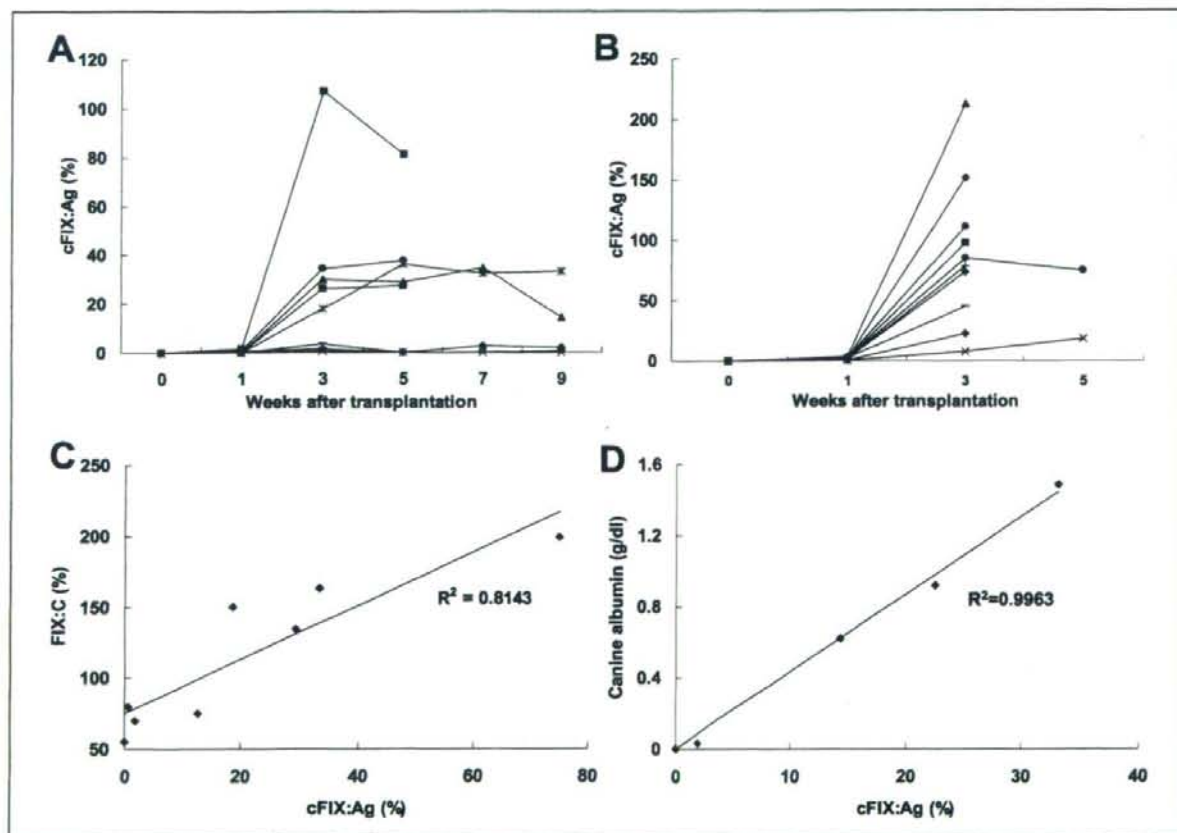 A
120
100
80
60
40
20
0
cFIX:Ag (%)
0 1 3 5 7 9
Weeks after transplantation
B
250
200
150
100
50
0
cFIX:Ag (%)
0 1 3 5
Weeks after transplantation
C
250
200
150
100
50
FIX:C (%)
R² = 0.8143
0 20 40 60 80
cFIX:Ag (%)
D
1.6
1.2
0.8
0.4
0
Canine albumin (g/dl)
R²=0.9963
0 10 20 30 40
cFIX:Ag (%)